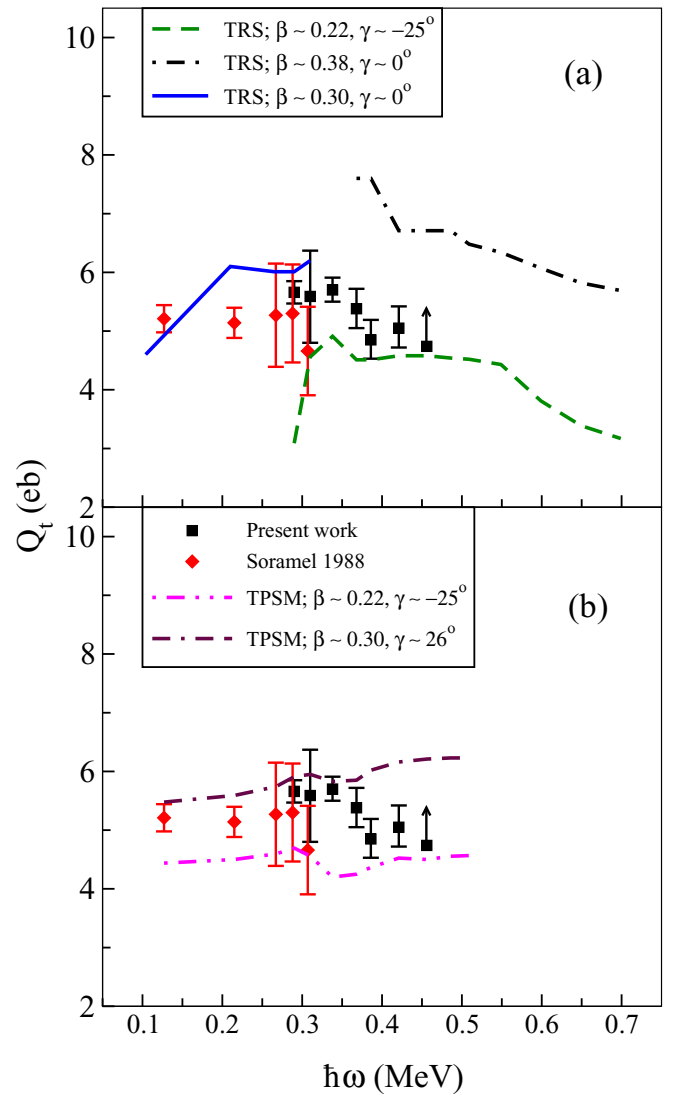 10
TRS; β ~ 0.22, γ ~ −25°
TRS; β ~ 0.38, γ ~ 0°
TRS; β ~ 0.30, γ ~ 0°
(a)
8
6
4
2
Q_t (eb)
10
Present work
Soramel 1988
TPSM; β ~ 0.22, γ ~ −25°
TPSM; β ~ 0.30, γ ~ 26°
(b)
8
6
4
2
0.1 0.2 0.3 0.4 0.5 0.6 0.7
ħω (MeV)